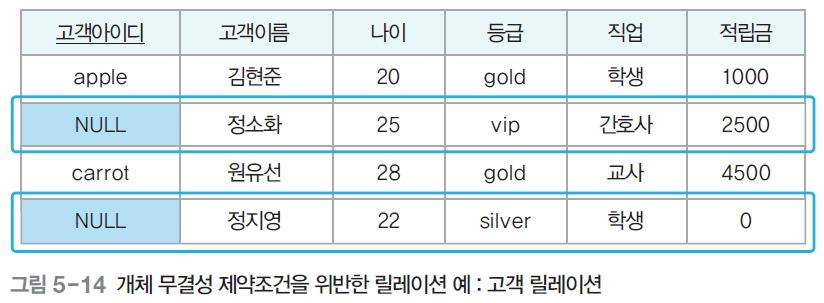 고객아이디 고객이름 나이 등급 직업 적립금
apple 김현준 20 gold 학생 1000
NULL 정소화 25 vip 간호사 2500
carrot 원유선 28 gold 교사 4500
NULL 정지영 22 silver 학생 0
그림 5-14 개체 무결성 제약조건을 위반한 릴레이션 예 : 고객 릴레이션